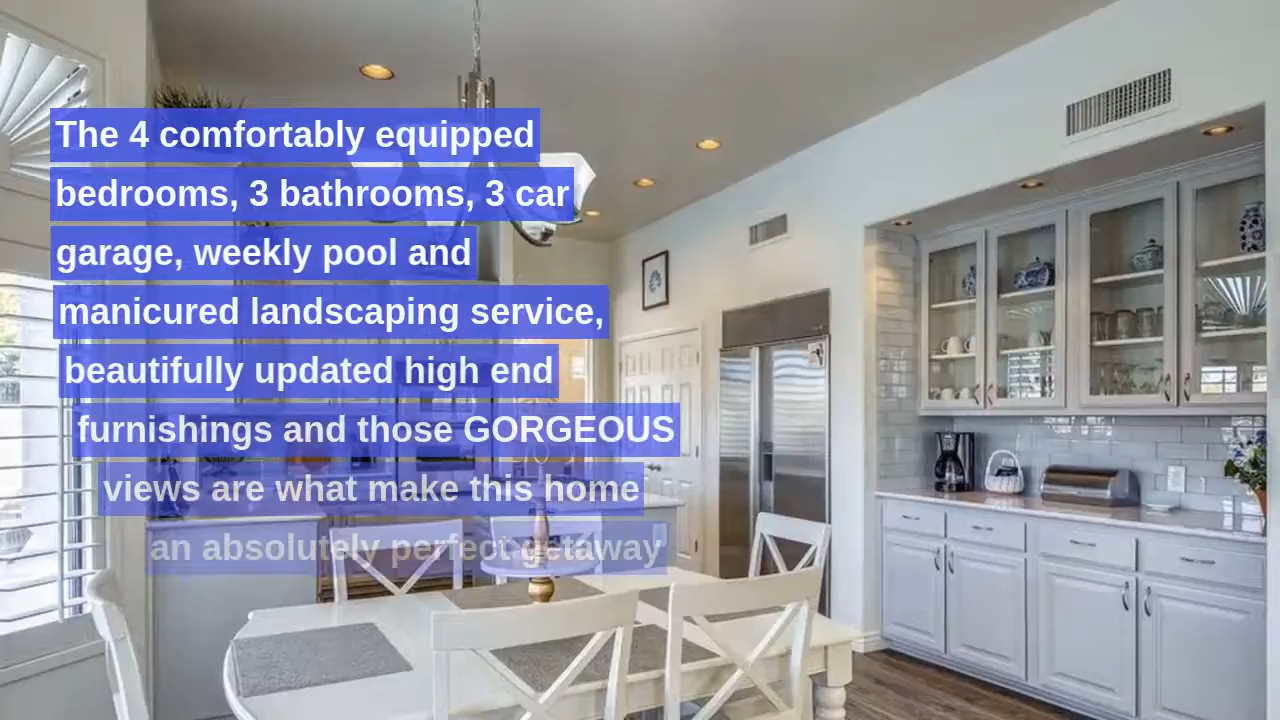 The 4 comfortably equipped
bedrooms, 3 bathrooms, 3 car
garage, weekly pool and
manicured landscaping service,
beautifully updated high end
furnishings and those GORGEOUS
views are what make this home
an absolutely perfect getaway